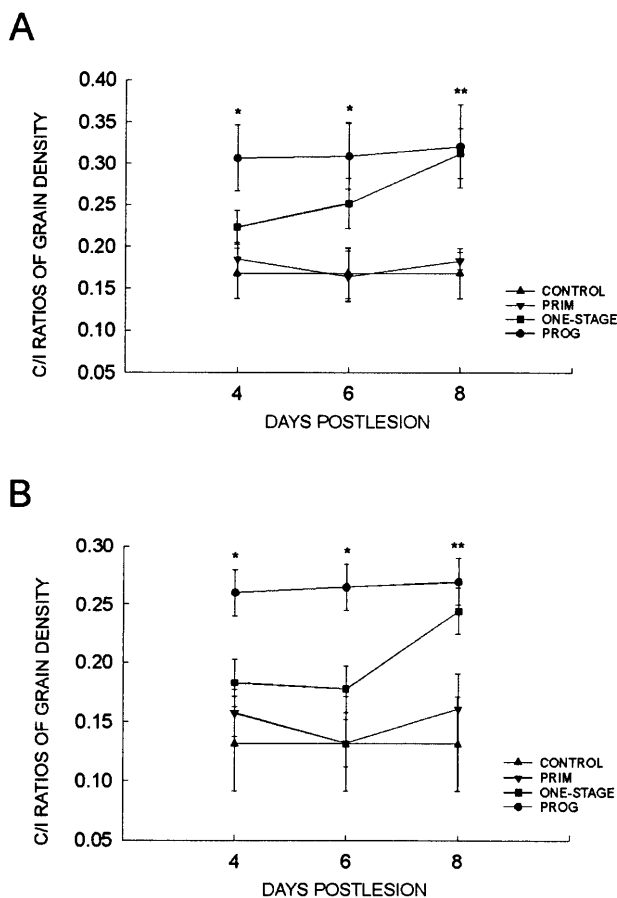 A
C/I RATIOS OF GRAIN DENSITY
0.40
0.35
0.30
0.25
0.20
0.15
0.10
0.05
* * **
4 6 8
DAYS POSTLESION
CONTROL
PRIM
ONE-STAGE
PROG
B
C/I RATIOS OF GRAIN DENSITY
0.30
0.25
0.20
0.15
0.10
0.05
* * **
4 6 8
DAYS POSTLESION
CONTROL
PRIM
ONE-STAGE
PROG